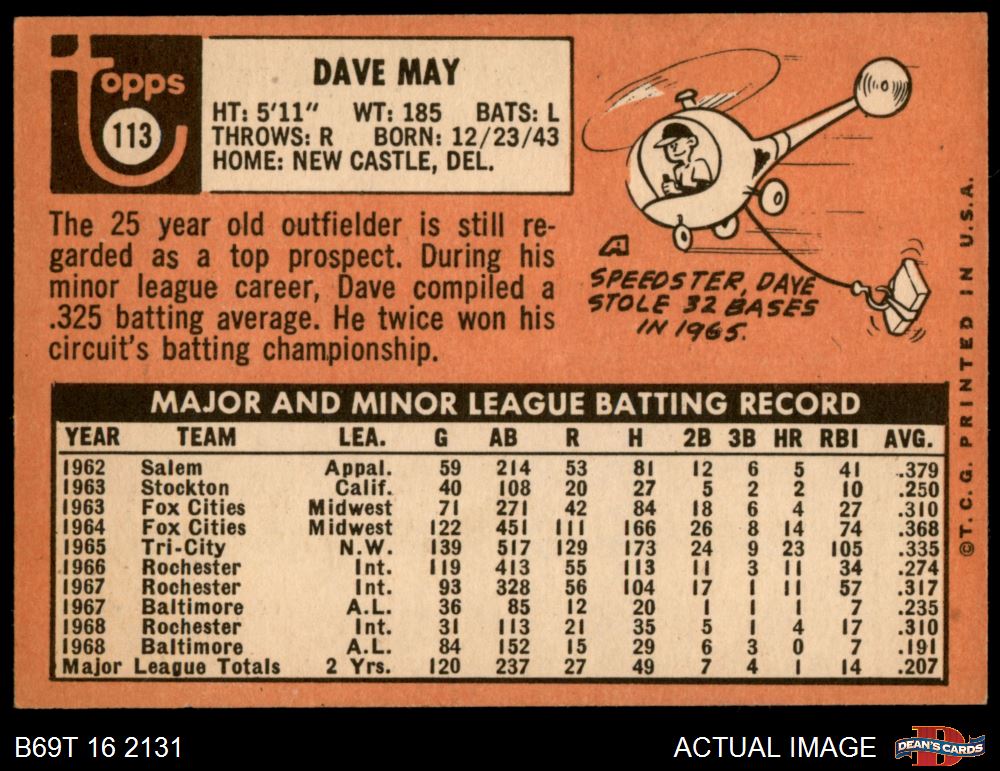 topps
113
DAVE MAY
HT: 5'11" WT: 185 BATS: L
THROWS: R BORN: 12/23/43
HOME: NEW CASTLE, DEL.
The 25 year old outfielder is still re-
garded as a top prospect. During his
minor league career, Dave compiled a
.325 batting average. He twice won his
circuit's batting championship.
A
SPEEDSTER, DAVE
STOLE 32 BASES
IN 1965.
MAJOR AND MINOR LEAGUE BATTING RECORD
YEAR TEAM LEA. G AB R H 2B 3B HR RBI AVG.
1962 Salem Appal. 59 214 53 81 12 6 5 41 .379
1963 Stockton Calif. 40 108 20 27 5 2 2 10 .250
1963 Fox Cities Midwest 71 271 42 84 18 6 4 27 .310
1964 Fox Cities Midwest 122 451 111 166 26 8 14 74 .368
1965 Tri-City N.W. 139 517 129 173 24 9 23 105 .335
1966 Rochester Int. 119 413 55 113 11 3 11 34 .274
1967 Rochester Int. 93 328 56 104 17 1 11 57 .317
1967 Baltimore A.L. 36 85 12 20 1 1 1 7 .235
1968 Rochester Int. 31 113 21 35 5 1 4 17 .310
1968 Baltimore A.L. 84 152 15 29 6 3 0 7 .191
Major League Totals 2 Yrs. 120 237 27 49 7 4 1 14 .207
©T.C.G. PRINTED IN U.S.A.
B69T 16 2131
ACTUAL IMAGE
DEAN'S CARDS